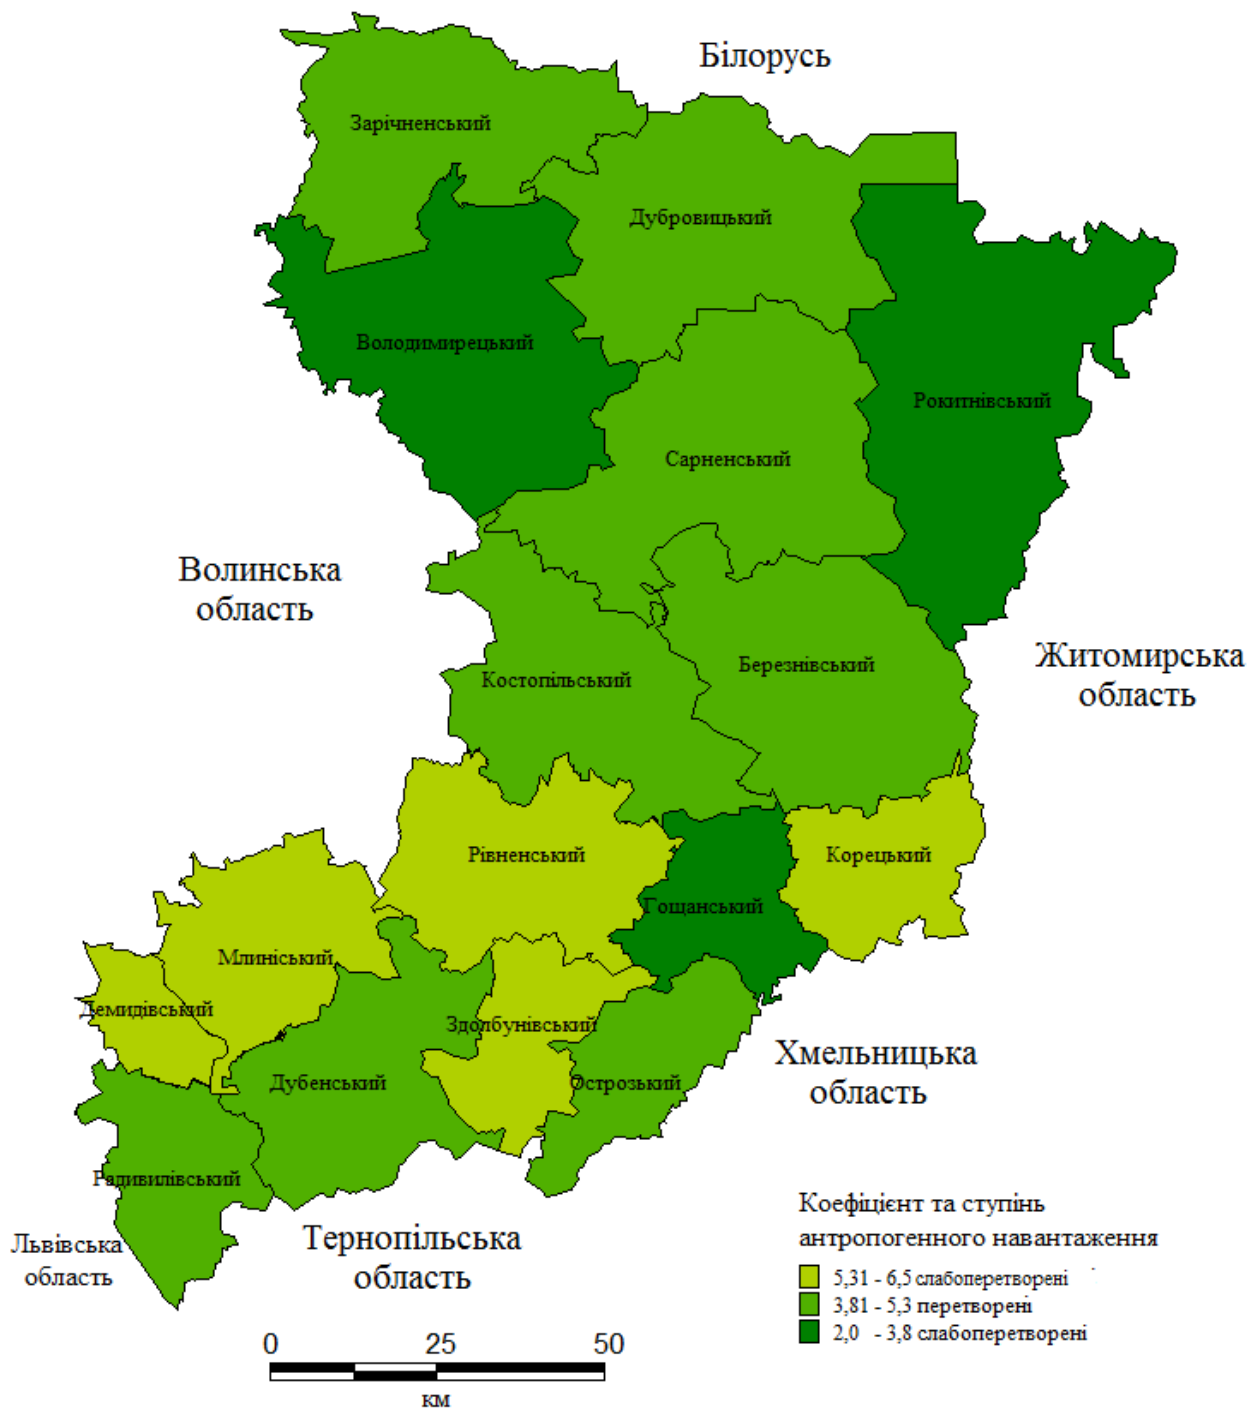 Білорусь
Зарічненський
Дубровицький
Володимирецький
Рокитнівський
Сарненський
Волинська
область
Житомирська
область
Березнівський
Костопільський
Рівненський
Корецький
Гощанський
Млиніський
Демидівський
Здолбунівський
Хмельницька
область
Дубенський
Острозький
Радивилівський
Львівська
область
Тернопільська
область
Коефіцієнт та ступінь
антропогенного навантаження
5,31 - 6,5 слабоперетворені
3,81 - 5,3 перетворені
2,0 - 3,8 слабоперетворені
0 25 50
км